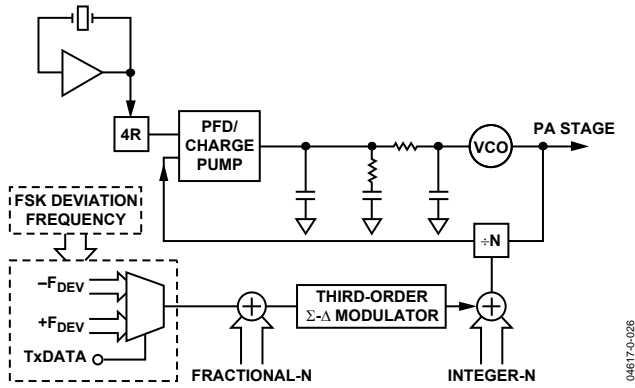 4R
PFD/
CHARGE
PUMP
VCO
PA STAGE
FSK DEVIATION
FREQUENCY
÷N
–FDEV
+FDEV
TxDATA
+
THIRD-ORDER
Σ-Δ MODULATOR
+
FRACTIONAL-N
INTEGER-N
04617-0-026